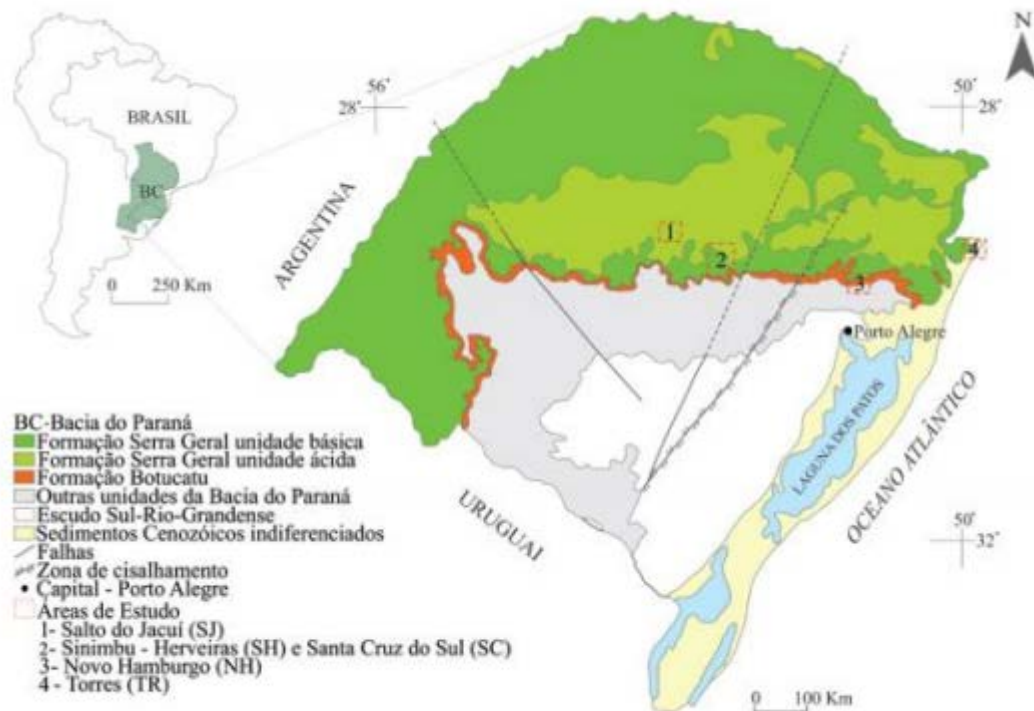 N
56°
28°
50°
28°
BRASIL
BC
0 250 Km
ARGENTINA
1
2
3
4
Porto Alegre
LAGUNA DOS PATOS
OCEANO ATLÂNTICO
URUGUAI
50°
32°
BC-Bacia do Paraná
Formação Serra Geral unidade básica
Formação Serra Geral unidade ácida
Formação Botucatu
Outras unidades da Bacia do Paraná
Escudo Sul-Rio-Grandense
Sedimentos Cenozóicos indiferenciados
Falhas
Zona de cisalhamento
Capital - Porto Alegre
Áreas de Estudo
1- Salto do Jacuí (SJ)
2- Sinimbu - Herveiras (SH) e Santa Cruz do Sul (SC)
3- Novo Hamburgo (NH)
4 - Torres (TR)
0 100 Km